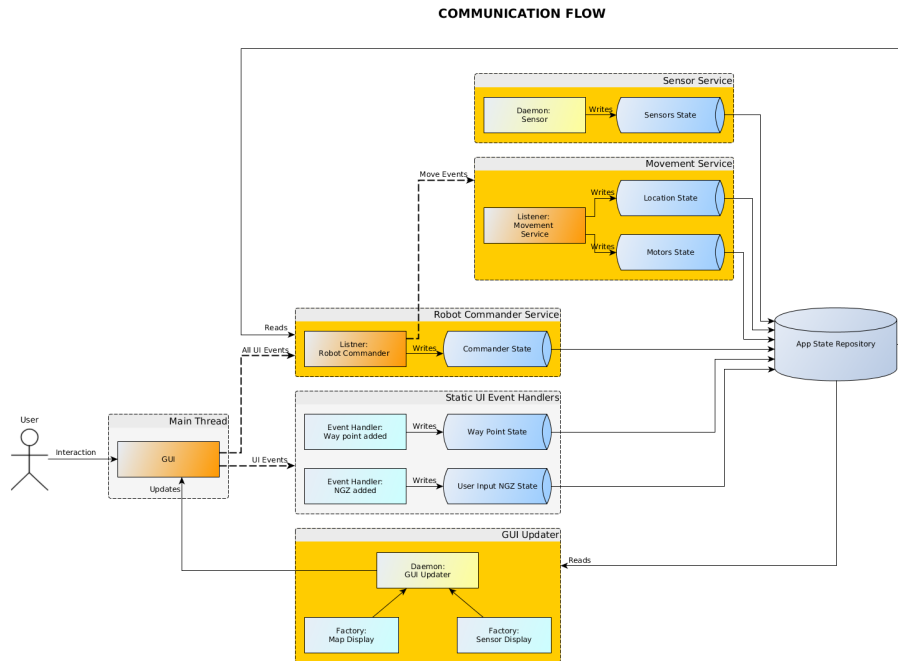 COMMUNICATION FLOW
Sensor Service
Daemon:
Sensor
Writes
Sensors State
Movement Service
Move Events
Listener:
Movement
Service
Writes
Location State
Writes
Motors State
Robot Commander Service
Reads
All UI Events
Listner:
Robot Commander
Writes
Commander State
App State Repository
Static UI Event Handlers
Event Handler:
Way point added
Writes
Way Point State
Event Handler:
NGZ added
Writes
User Input NGZ State
User
Interaction
Main Thread
GUI
UI Events
Updates
GUI Updater
Reads
Daemon:
GUI Updater
Factory:
Map Display
Factory:
Sensor Display